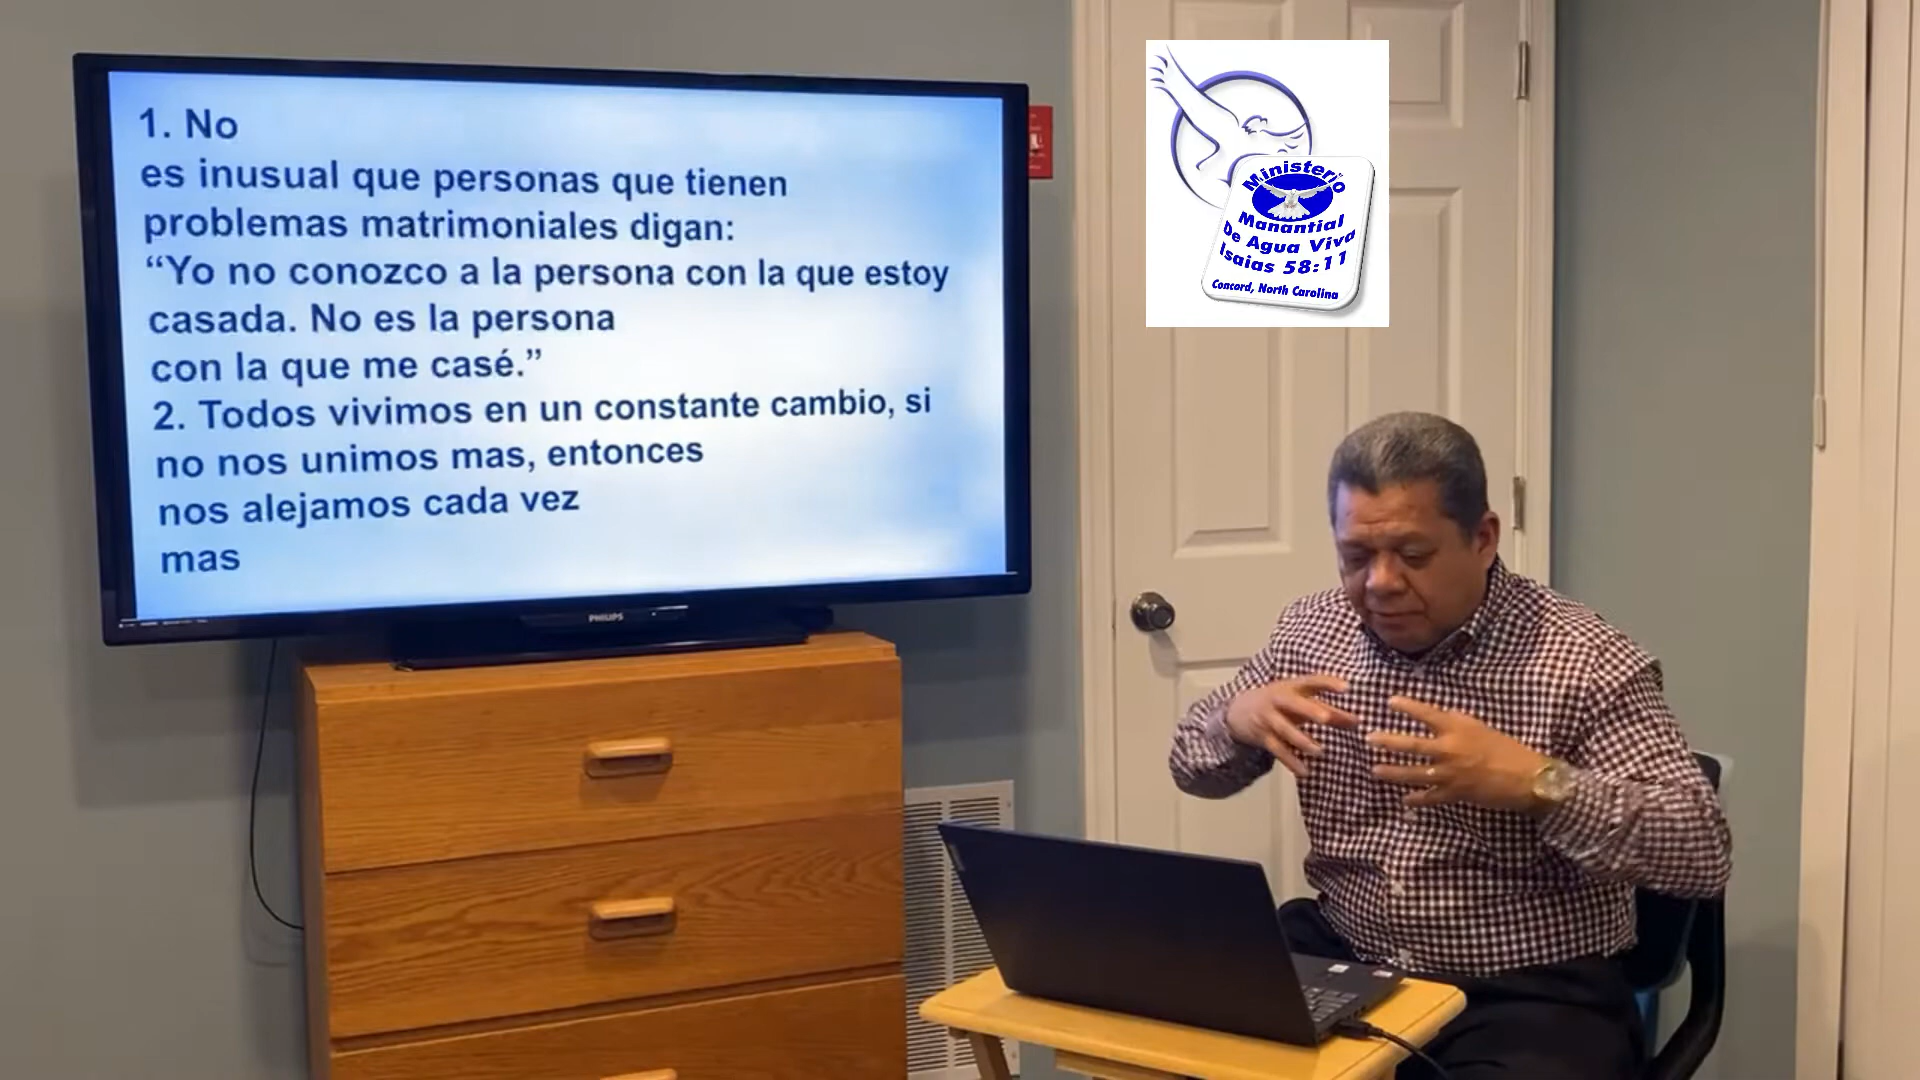 1. No
es inusual que personas que tienen
problemas matrimoniales digan:
“Yo no conozco a la persona con la que estoy
casada. No es la persona
con la que me casé.”
2. Todos vivimos en un constante cambio, si
no nos unimos mas, entonces
nos alejamos cada vez
mas
PHILIPS
Ministerio
Manantial
De Agua Viva
Isaias 58:11
Concord, North Carolina